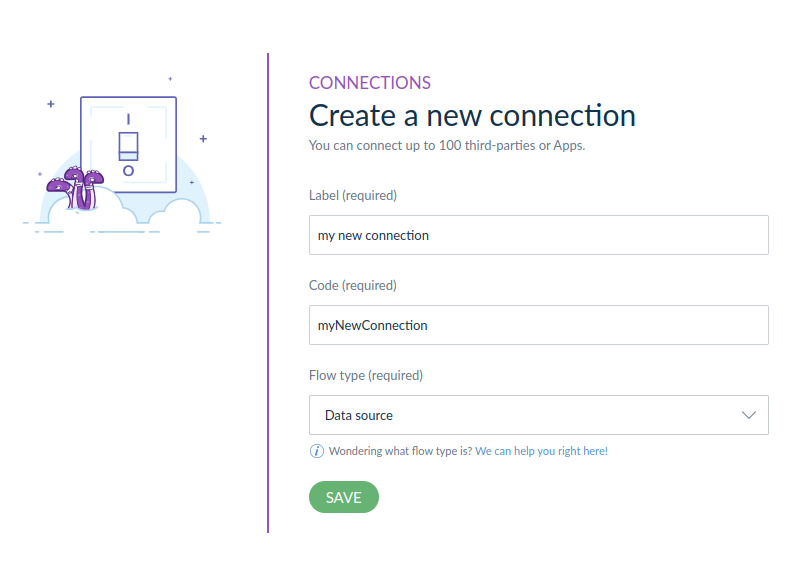 CONNECTIONS
Create a new connection
You can connect up to 100 third-parties or Apps.
Label (required)
my new connection
Code (required)
myNewConnection
Flow type (required)
Data source
Wondering what flow type is? We can help you right here!
SAVE